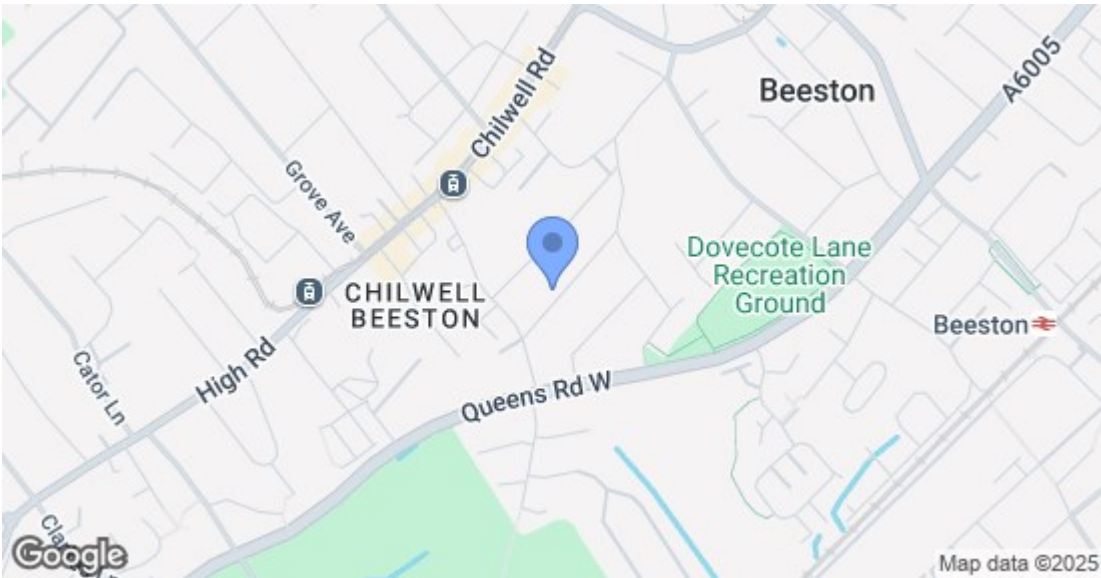 Chilwell Rd
Beeston
A6005
Grove Ave
Dovecote Lane
Recreation
Ground
CHILWELL
BEESTON
Beeston
High Rd
Cator Ln
Queens Rd W
Google
Map data ©2025